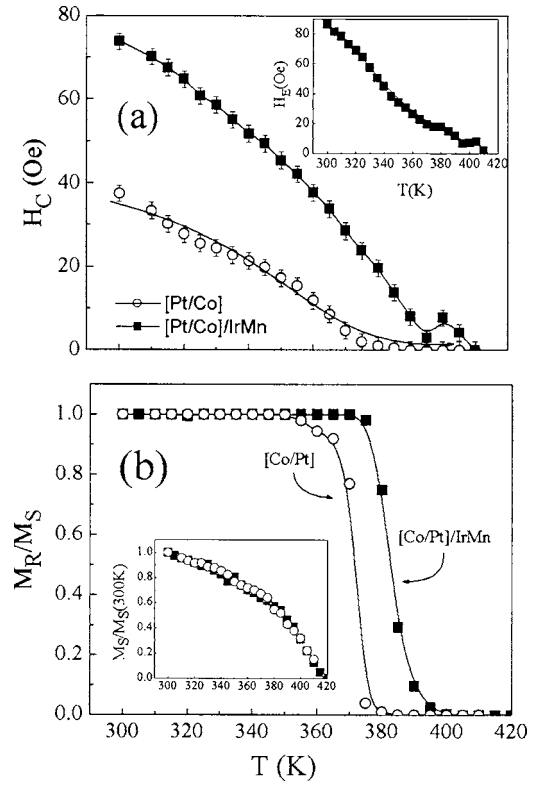 80
60
40
20
0
H_C (Oe)
(a)
[Pt/Co]
[Pt/Co]/IrMn
80
60
40
20
0
H_E(Oe)
300 320 340 360 380 400 420
T(K)
1.0
0.8
0.6
0.4
0.2
0.0
M_R/M_S
(b)
[Co/Pt]
[Co/Pt]/IrMn
1.0
0.8
0.6
0.4
0.2
0.0
M_S/M_S(300K)
300 320 340 360 380 400 420
300 320 340 360 380 400 420
T (K)